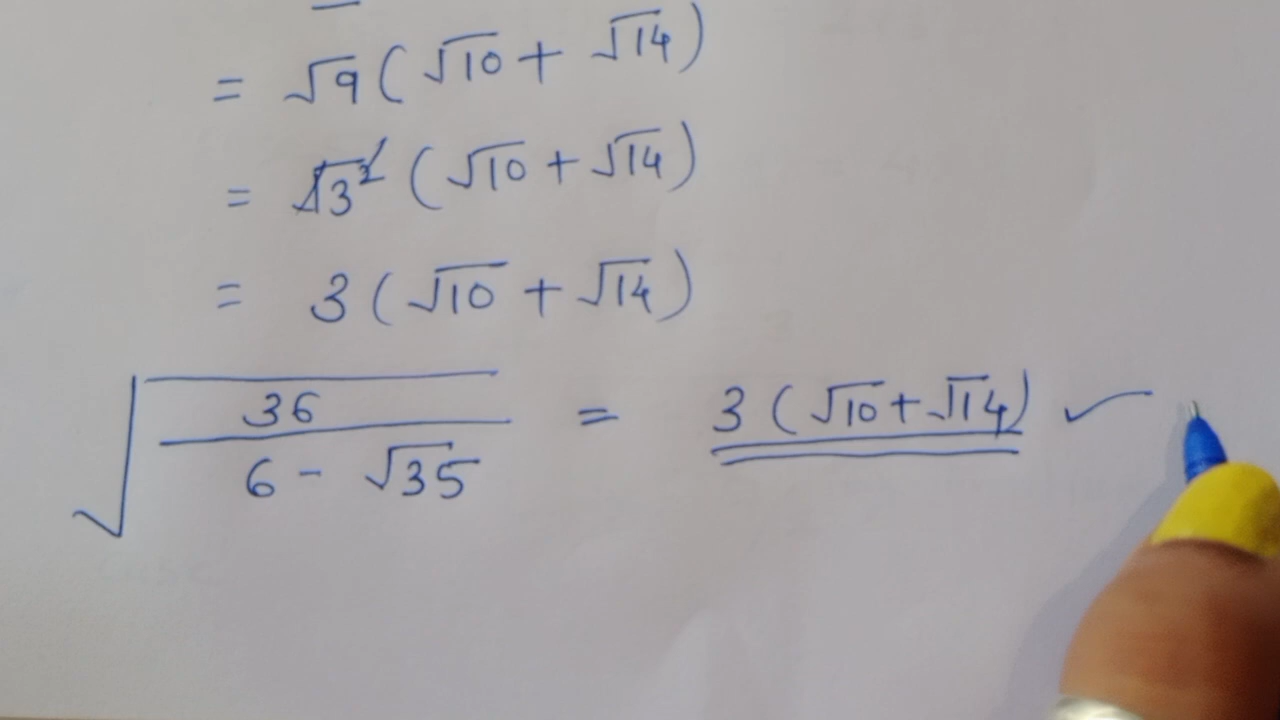 = √9 ( √10 + √14 )
= √3² ( √10 + √14 )
= 3 ( √10 + √14 )
√(36 / (6 - √35)) = 3 ( √10 + √14 ) ✓